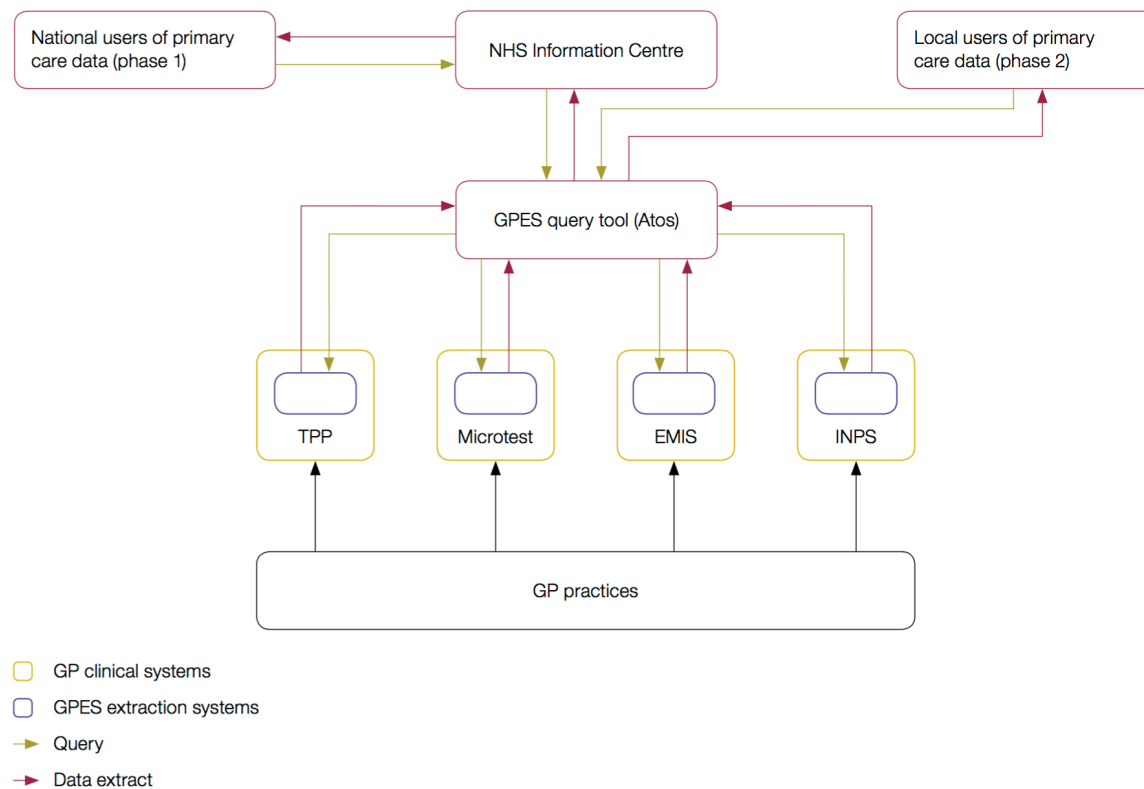 National users of primary
care data (phase 1)
NHS Information Centre
Local users of primary
care data (phase 2)
GPES query tool (Atos)
TPP
Microtest
EMIS
INPS
GP practices
GP clinical systems
GPES extraction systems
Query
Data extract